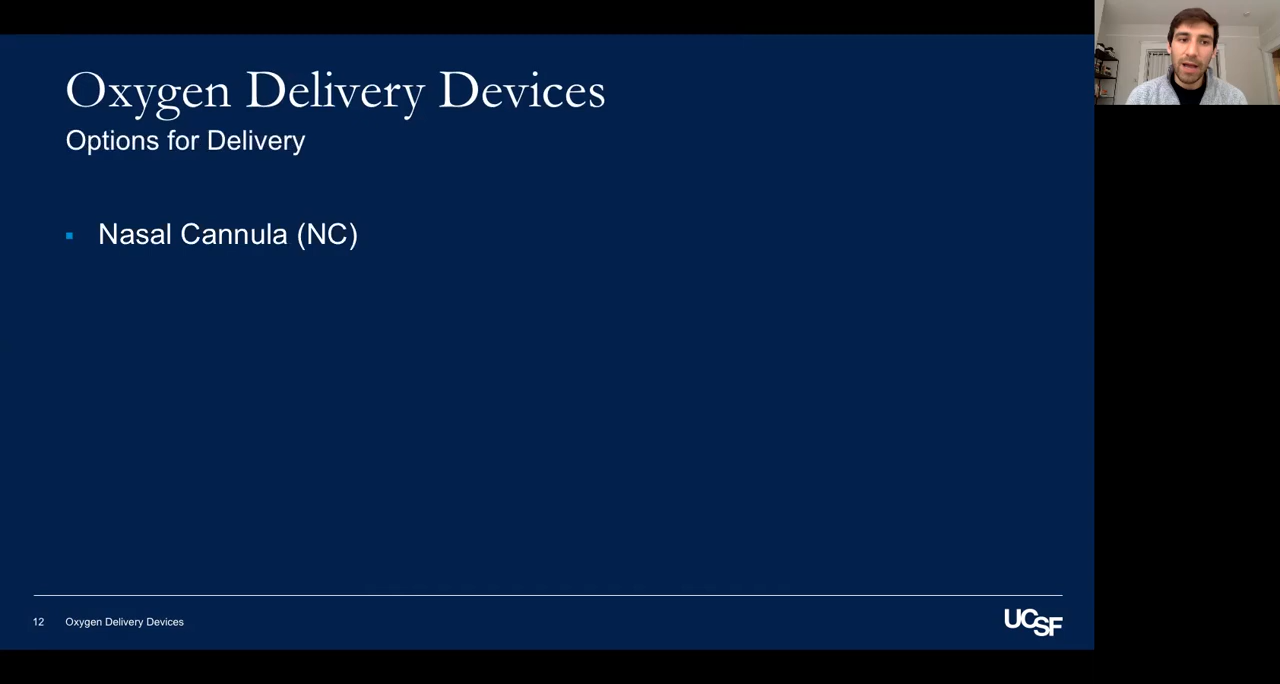 Oxygen Delivery Devices
Options for Delivery
▪ Nasal Cannula (NC)
12 Oxygen Delivery Devices
UCSF